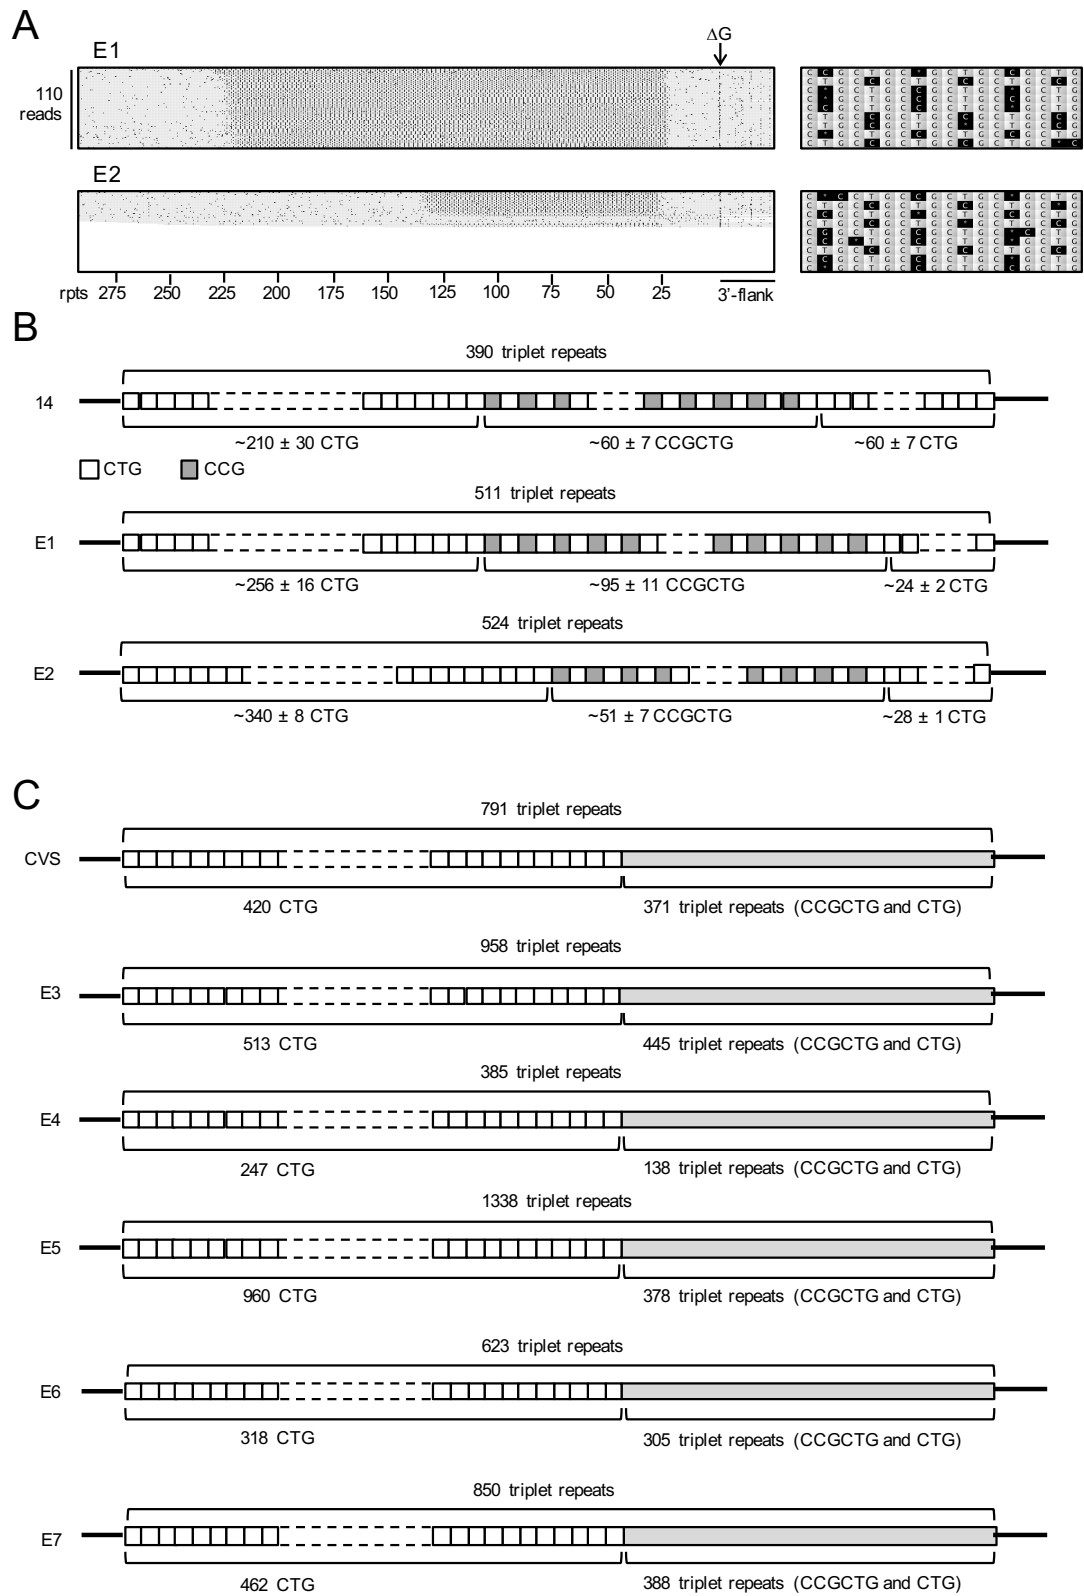 A
E1
ΔG
110
reads
E2
rpts 275 250 225 200 175 150 125 100 75 50 25 3'-flank
B
390 triplet repeats
14
~210 ± 30 CTG ~60 ± 7 CCGCTG ~60 ± 7 CTG
CTG CCG
511 triplet repeats
E1
~256 ± 16 CTG ~95 ± 11 CCGCTG ~24 ± 2 CTG
524 triplet repeats
E2
~340 ± 8 CTG ~51 ± 7 CCGCTG ~28 ± 1 CTG
C
791 triplet repeats
CVS
420 CTG 371 triplet repeats (CCGCTG and CTG)
958 triplet repeats
E3
513 CTG 445 triplet repeats (CCGCTG and CTG)
385 triplet repeats
E4
247 CTG 138 triplet repeats (CCGCTG and CTG)
1338 triplet repeats
E5
960 CTG 378 triplet repeats (CCGCTG and CTG)
623 triplet repeats
E6
318 CTG 305 triplet repeats (CCGCTG and CTG)
850 triplet repeats
E7
462 CTG 388 triplet repeats (CCGCTG and CTG)